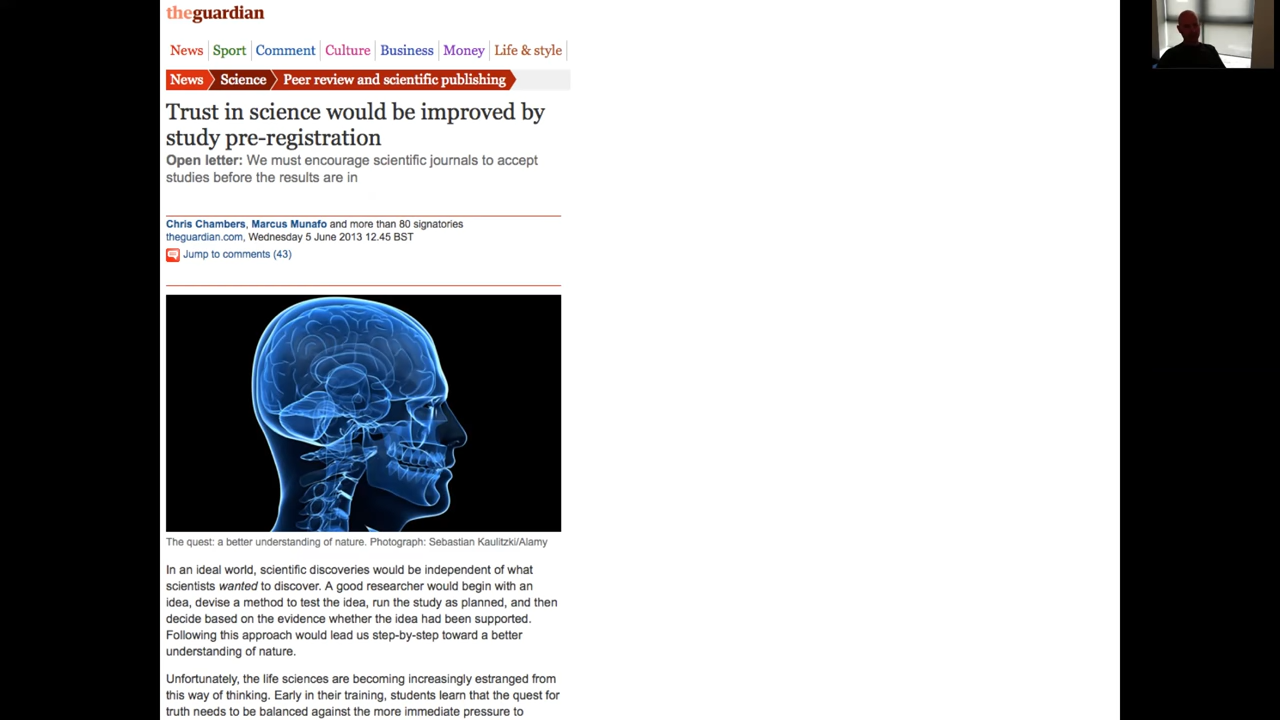 theguardian
News Sport Comment Culture Business Money Life & style
News Science Peer review and scientific publishing
Trust in science would be improved by
study pre-registration
Open letter: We must encourage scientific journals to accept
studies before the results are in
Chris Chambers, Marcus Munafo and more than 80 signatories
theguardian.com, Wednesday 5 June 2013 12.45 BST
Jump to comments (43)
The quest: a better understanding of nature. Photograph: Sebastian Kaulitzki/Alamy
In an ideal world, scientific discoveries would be independent of what
scientists wanted to discover. A good researcher would begin with an
idea, devise a method to test the idea, run the study as planned, and then
decide based on the evidence whether the idea had been supported.
Following this approach would lead us step-by-step toward a better
understanding of nature.
Unfortunately, the life sciences are becoming increasingly estranged from
this way of thinking. Early in their training, students learn that the quest for
truth needs to be balanced against the more immediate pressure to